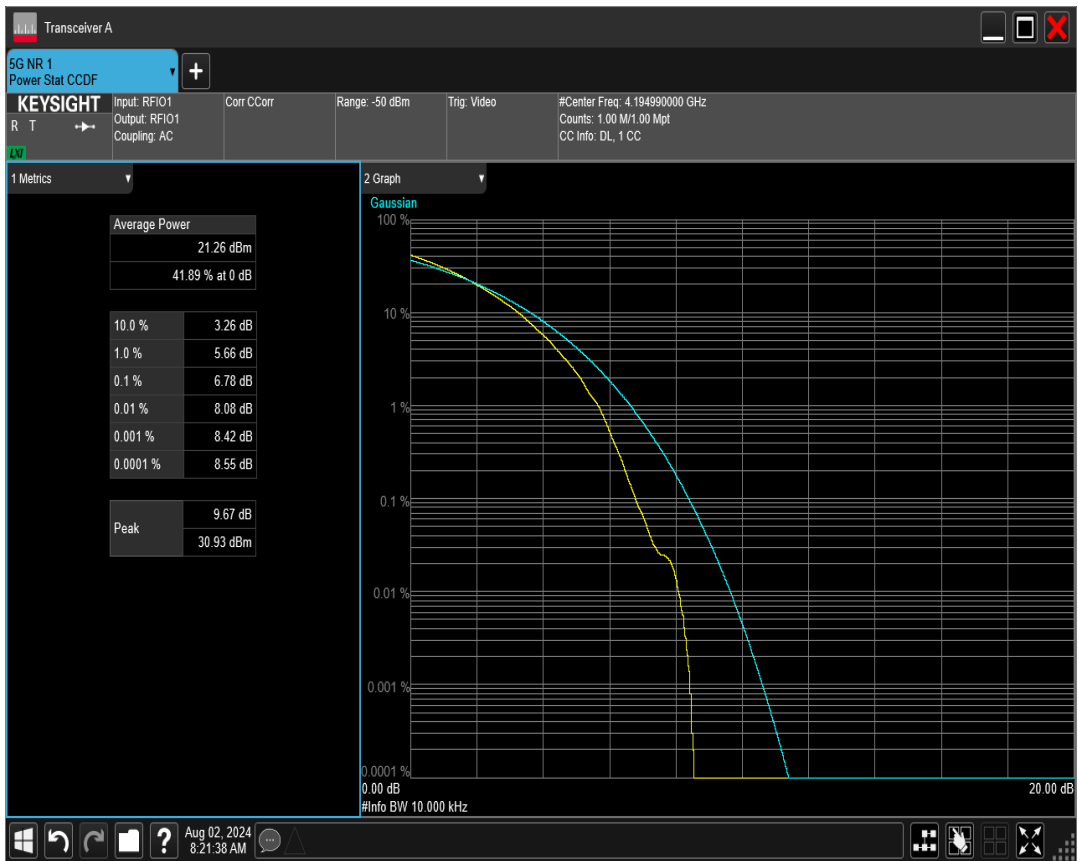 Transceiver A
5G NR 1
Power Stat CCDF
KEYSIGHT
R T
LXI
Input: RFIO1
Output: RFIO1
Coupling: AC
Corr CCorr
Range: -50 dBm
Trig: Video
#Center Freq: 4.194990000 GHz
Counts: 1.00 M/1.00 Mpt
CC Info: DL, 1 CC
1 Metrics
Average Power
21.26 dBm
41.89 % at 0 dB
10.0 % 3.26 dB
1.0 % 5.66 dB
0.1 % 6.78 dB
0.01 % 8.08 dB
0.001 % 8.42 dB
0.0001 % 8.55 dB
Peak
9.67 dB
30.93 dBm
2 Graph
Gaussian
100 %
10 %
1 %
0.1 %
0.01 %
0.001 %
0.0001 %
0.00 dB
20.00 dB
#Info BW 10.000 kHz
?
Aug 02, 2024
8:21:38 AM